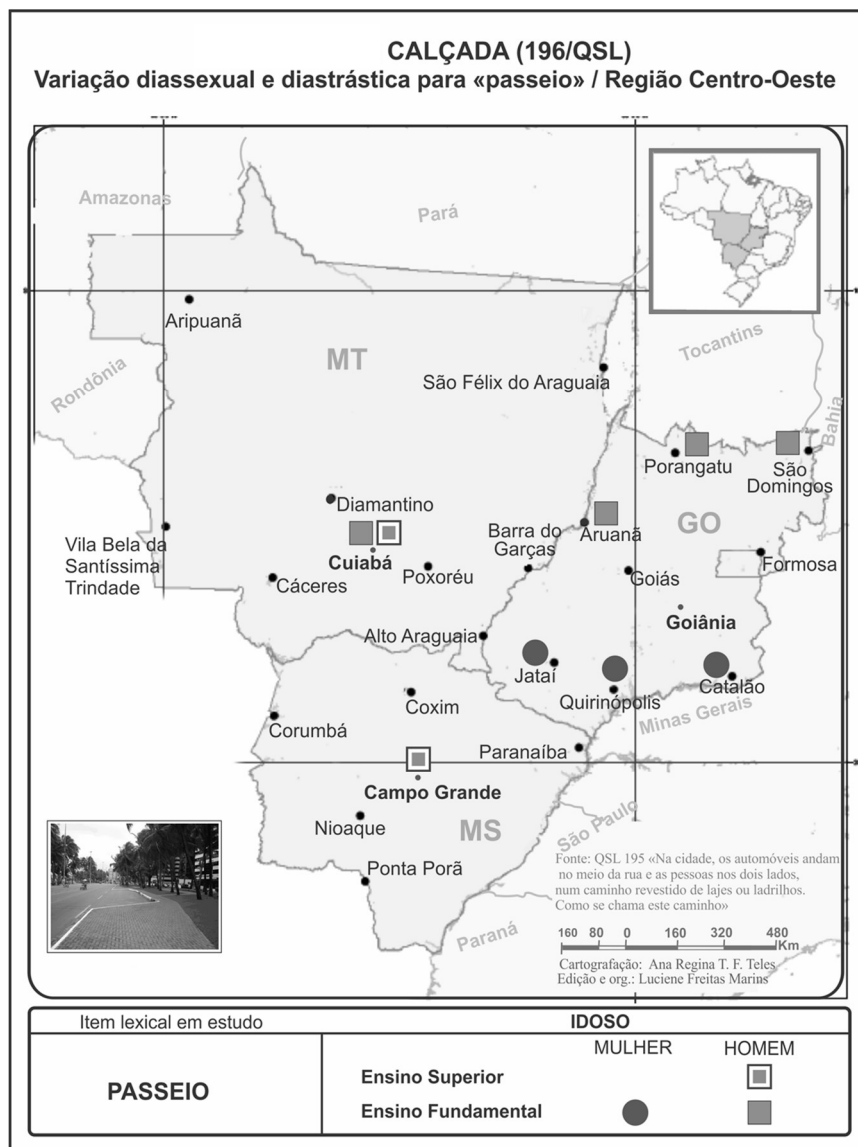 CALÇADA (196/QSL)
Variação diassexual e diastrástica para «passeio» / Região Centro-Oeste
Amazonas
Pará
Aripuanã
MT
Tocantins
Rondônia
São Félix do Araguaia
Bahia
Porangatu
São
Domingos
Diamantino
Vila Bela da
Santíssima
Trindade
Cuiabá
Barra do
Garças
Aruanã
GO
Cáceres
Poxoréu
Goiás
Formosa
Alto Araguaia
Goiânia
Jataí
Quirinópolis
Catalão
Coxim
Corumbá
Minas Gerais
Paranaíba
Campo Grande
Nioaque
MS
São Paulo
Ponta Porã
Paraná
Fonte: QSL 195 «Na cidade, os automóveis andam
no meio da rua e as pessoas nos dois lados,
num caminho revestido de lajes ou ladrilhos.
Como se chama este caminho»
160 80 0 160 320 480
Km
Cartografação: Ana Regina T. F. Teles
Edição e org.: Luciene Freitas Marins
Item lexical em estudo
IDOSO
MULHER HOMEM
PASSEIO
Ensino Superior
Ensino Fundamental